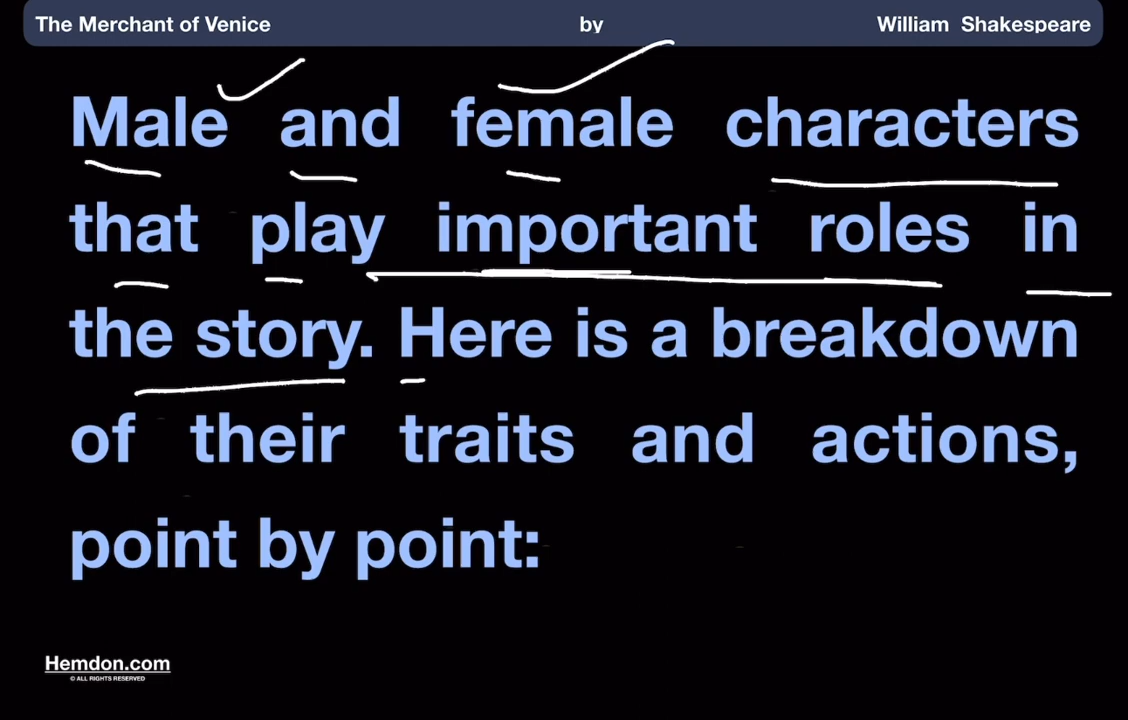 The Merchant of Venice by William Shakespeare
Male and female characters
that play important roles in
the story. Here is a breakdown
of their traits and actions,
point by point:
Hemdon.com
© ALL RIGHTS RESERVED